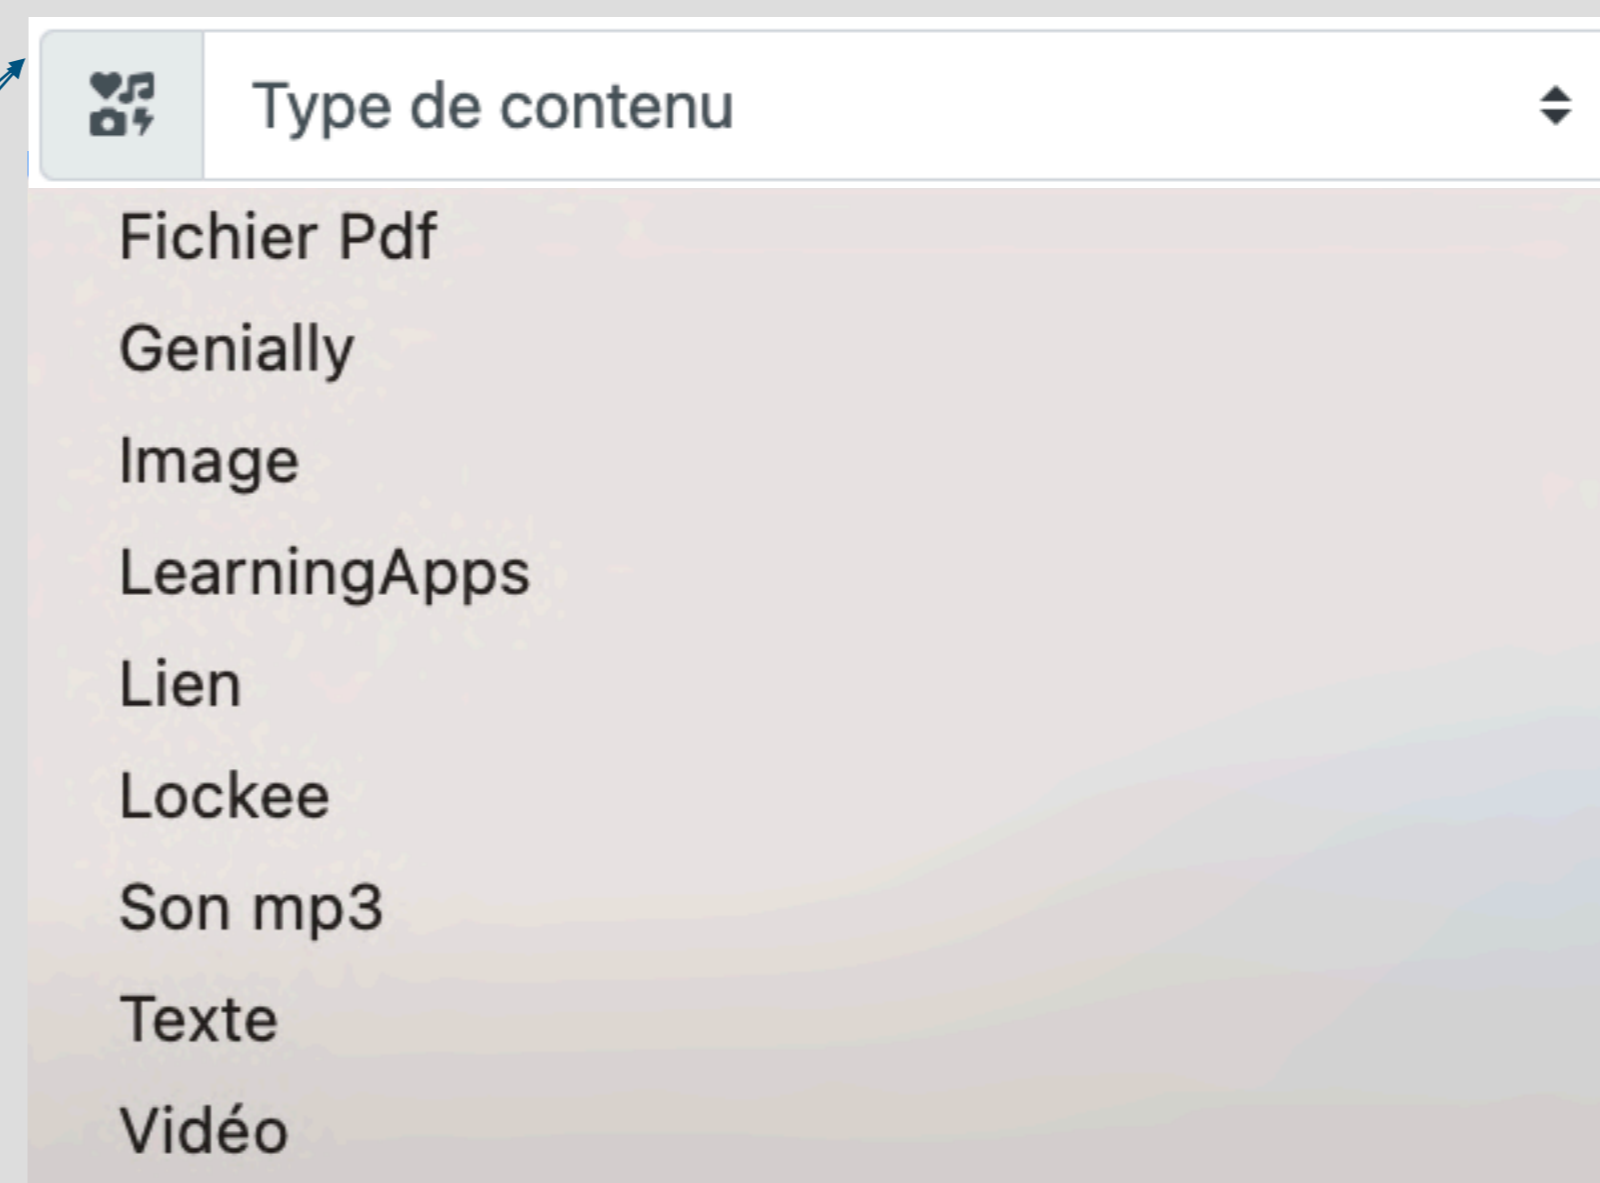 Type de contenu
Fichier Pdf
Genially
Image
LearningApps
Lien
Lockee
Son mp3
Texte
Vidéo